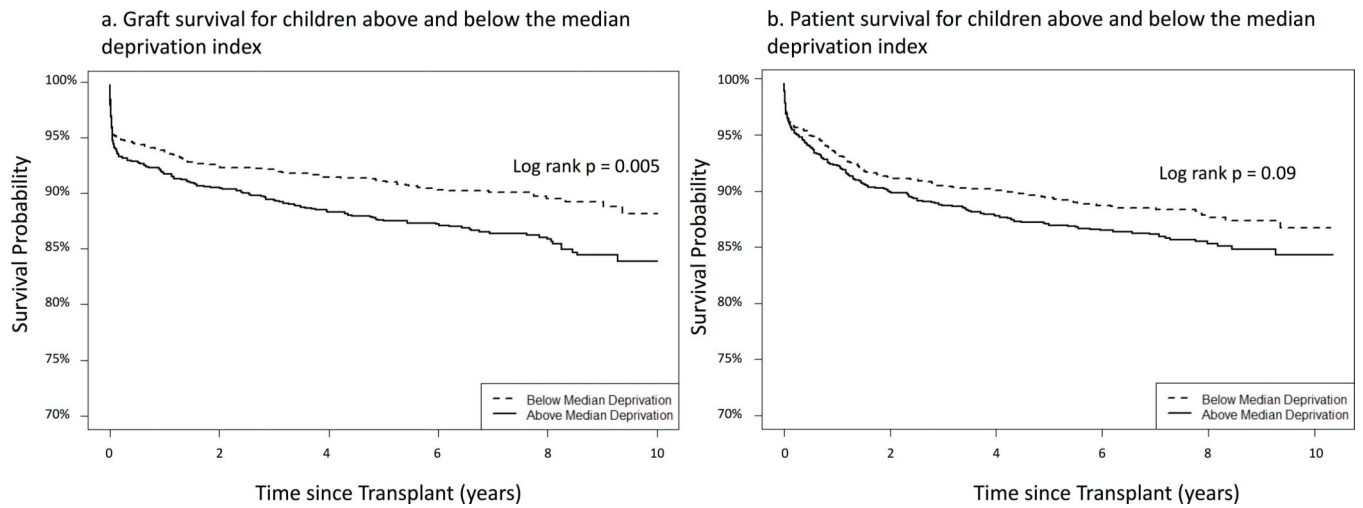 a. Graft survival for children above and below the median
deprivation index
100%
95%
90%
85%
80%
75%
70%
Survival Probability
Log rank p = 0.005
Below Median Deprivation
Above Median Deprivation
0
2
4
6
8
10
Time since Transplant (years)
b. Patient survival for children above and below the median
deprivation index
100%
95%
90%
85%
80%
75%
70%
Survival Probability
Log rank p = 0.09
Below Median Deprivation
Above Median Deprivation
0
2
4
6
8
10
Time since Transplant (years)